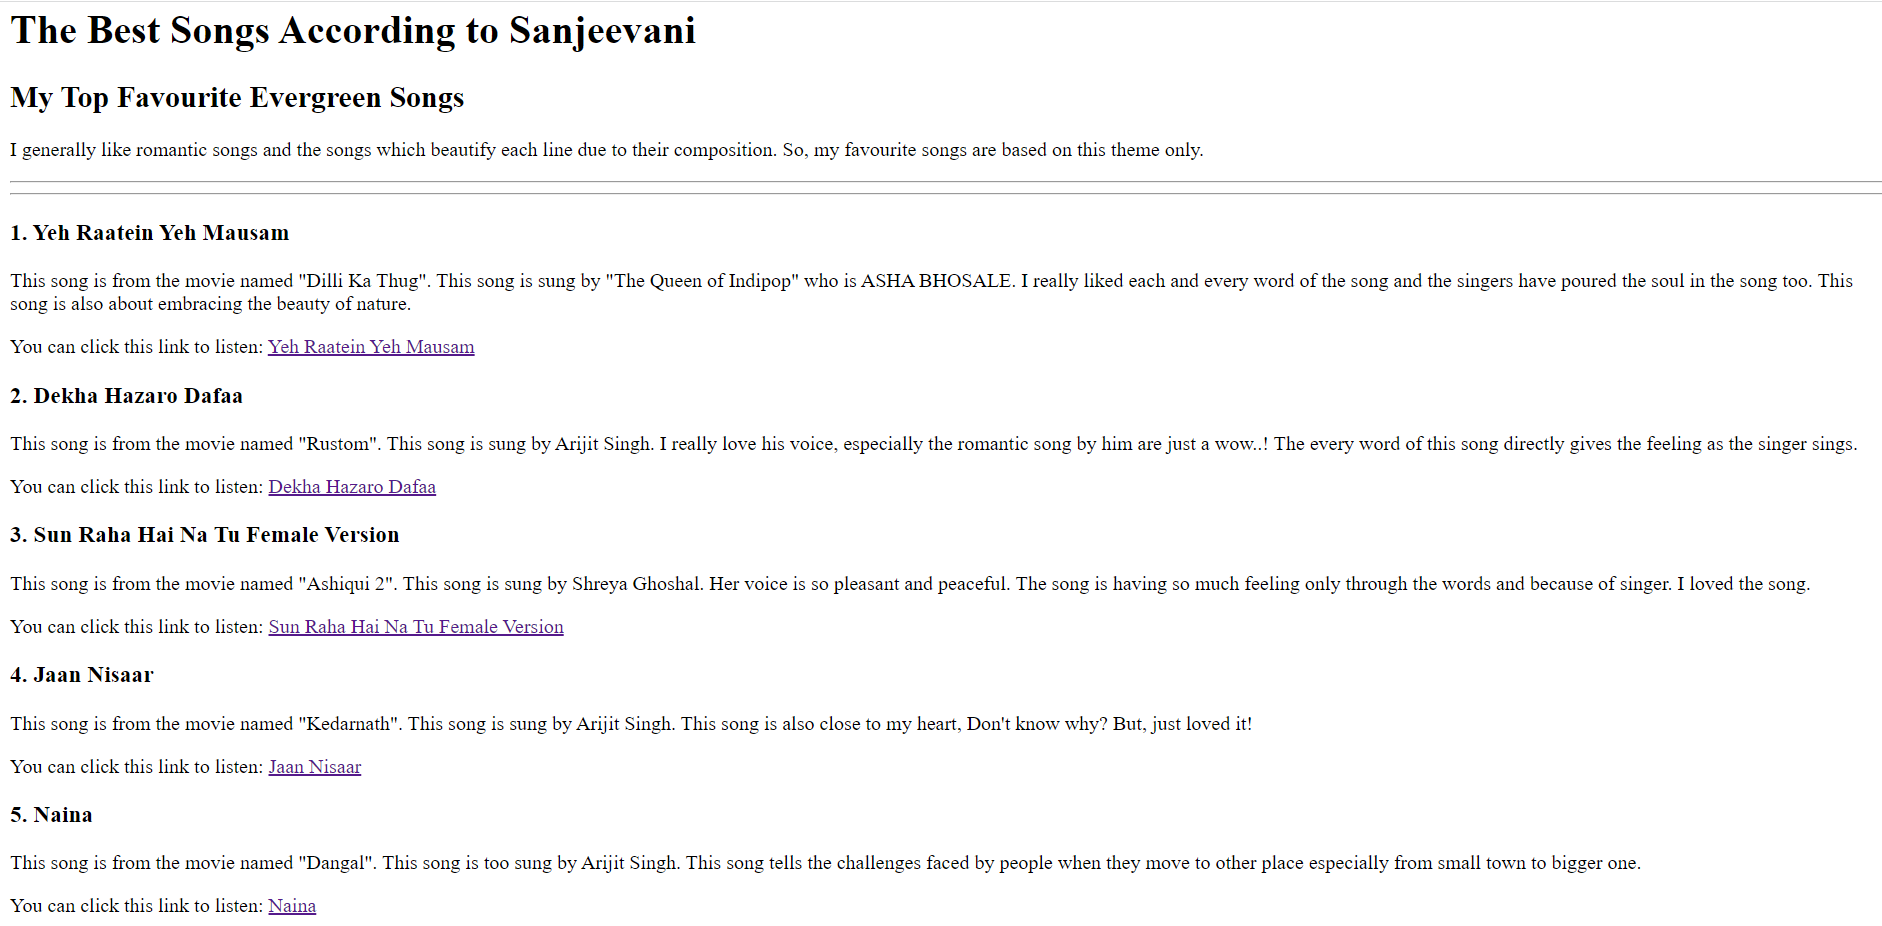 The Best Songs According to Sanjeevani
My Top Favourite Evergreen Songs
I generally like romantic songs and the songs which beautify each line due to their composition. So, my favourite songs are based on this theme only.
1. Yeh Raatein Yeh Mausam
This song is from the movie named "Dilli Ka Thug". This song is sung by "The Queen of Indipop" who is ASHA BHOSALE. I really liked each and every word of the song and the singers have poured the soul in the song too. This
song is also about embracing the beauty of nature.
You can click this link to listen: Yeh Raatein Yeh Mausam
2. Dekha Hazaro Dafaa
This song is from the movie named "Rustom". This song is sung by Arijit Singh. I really love his voice, especially the romantic song by him are just a wow..! The every word of this song directly gives the feeling as the singer sings.
You can click this link to listen: Dekha Hazaro Dafaa
3. Sun Raha Hai Na Tu Female Version
This song is from the movie named "Ashiqui 2". This song is sung by Shreya Ghoshal. Her voice is so pleasant and peaceful. The song is having so much feeling only through the words and because of singer. I loved the song.
You can click this link to listen: Sun Raha Hai Na Tu Female Version
4. Jaan Nisaar
This song is from the movie named "Kedarnath". This song is sung by Arijit Singh. This song is also close to my heart, Don't know why? But, just loved it!
You can click this link to listen: Jaan Nisaar
5. Naina
This song is from the movie named "Dangal". This song is too sung by Arijit Singh. This song tells the challenges faced by people when they move to other place especially from small town to bigger one.
You can click this link to listen: Naina